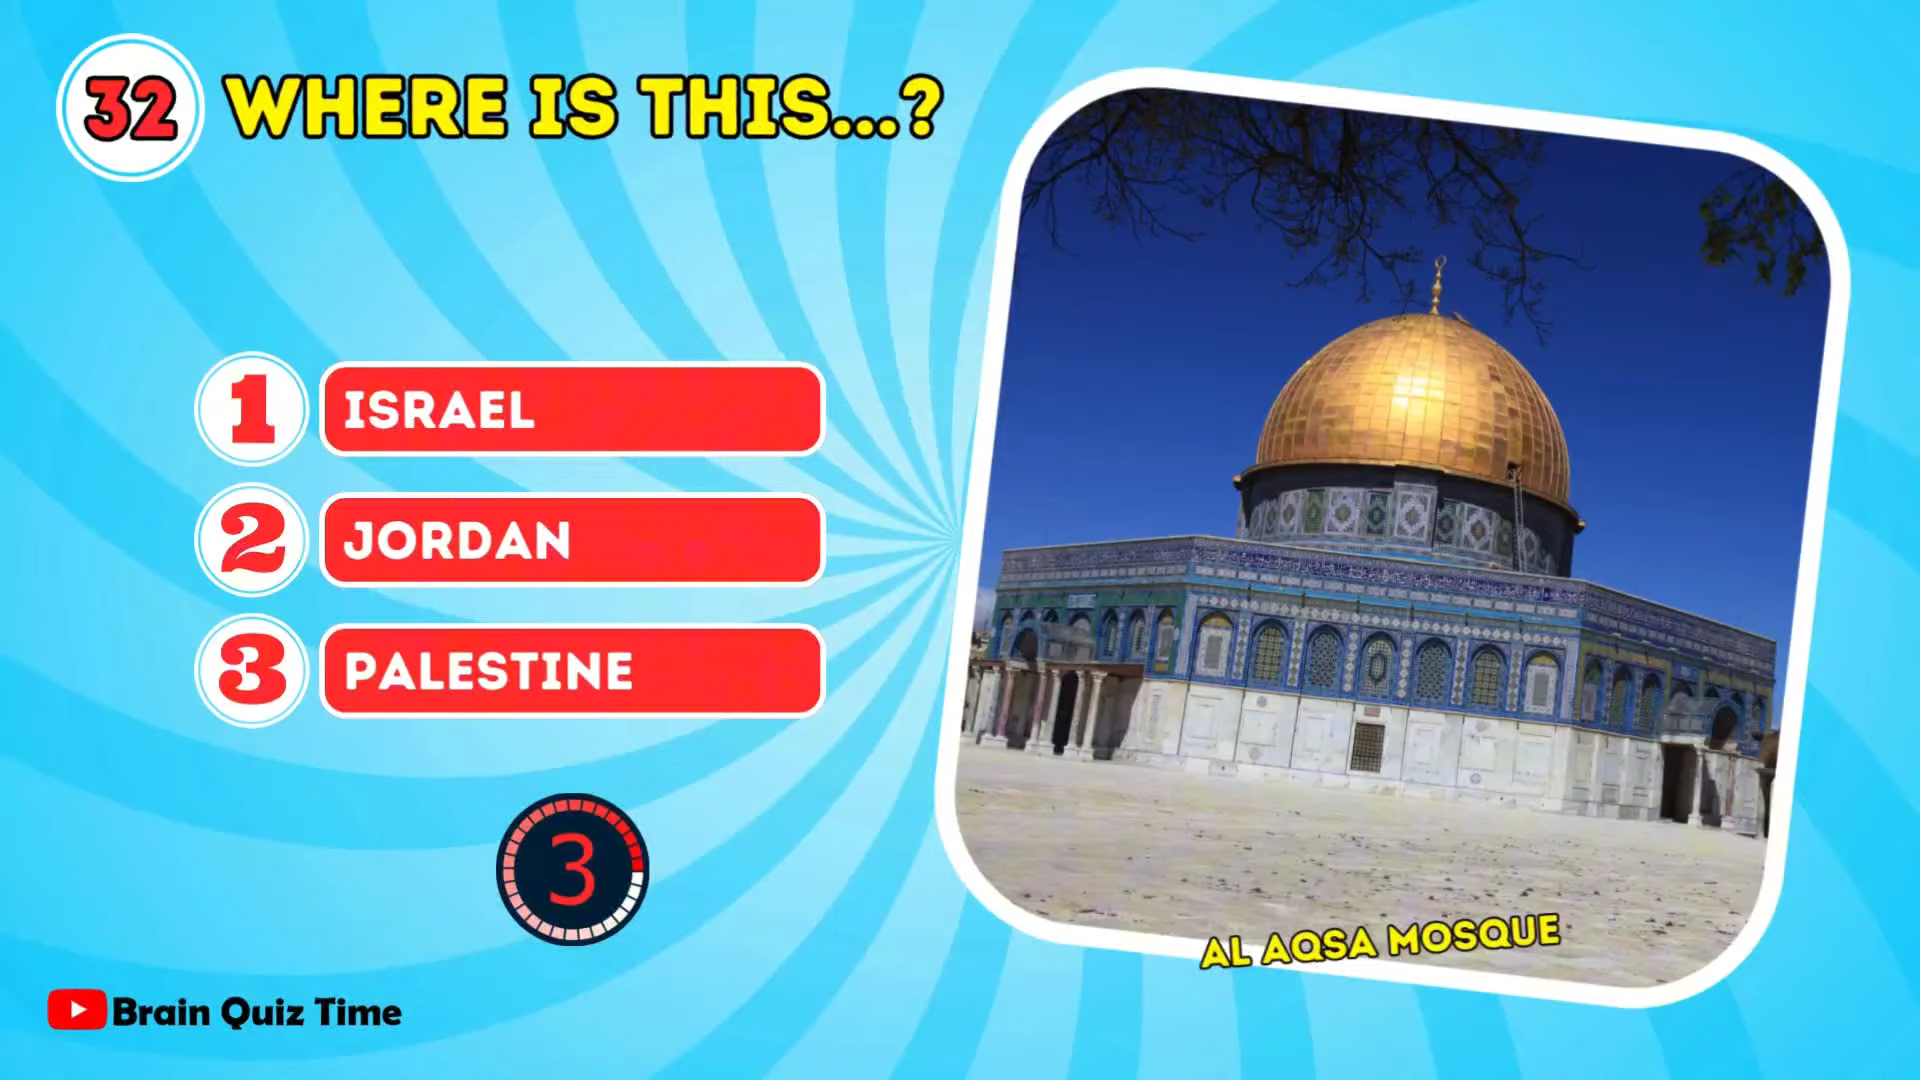 32 WHERE IS THIS...?
1 ISRAEL
2 JORDAN
3 PALESTINE
3
AL AQSA MOSQUE
Brain Quiz Time